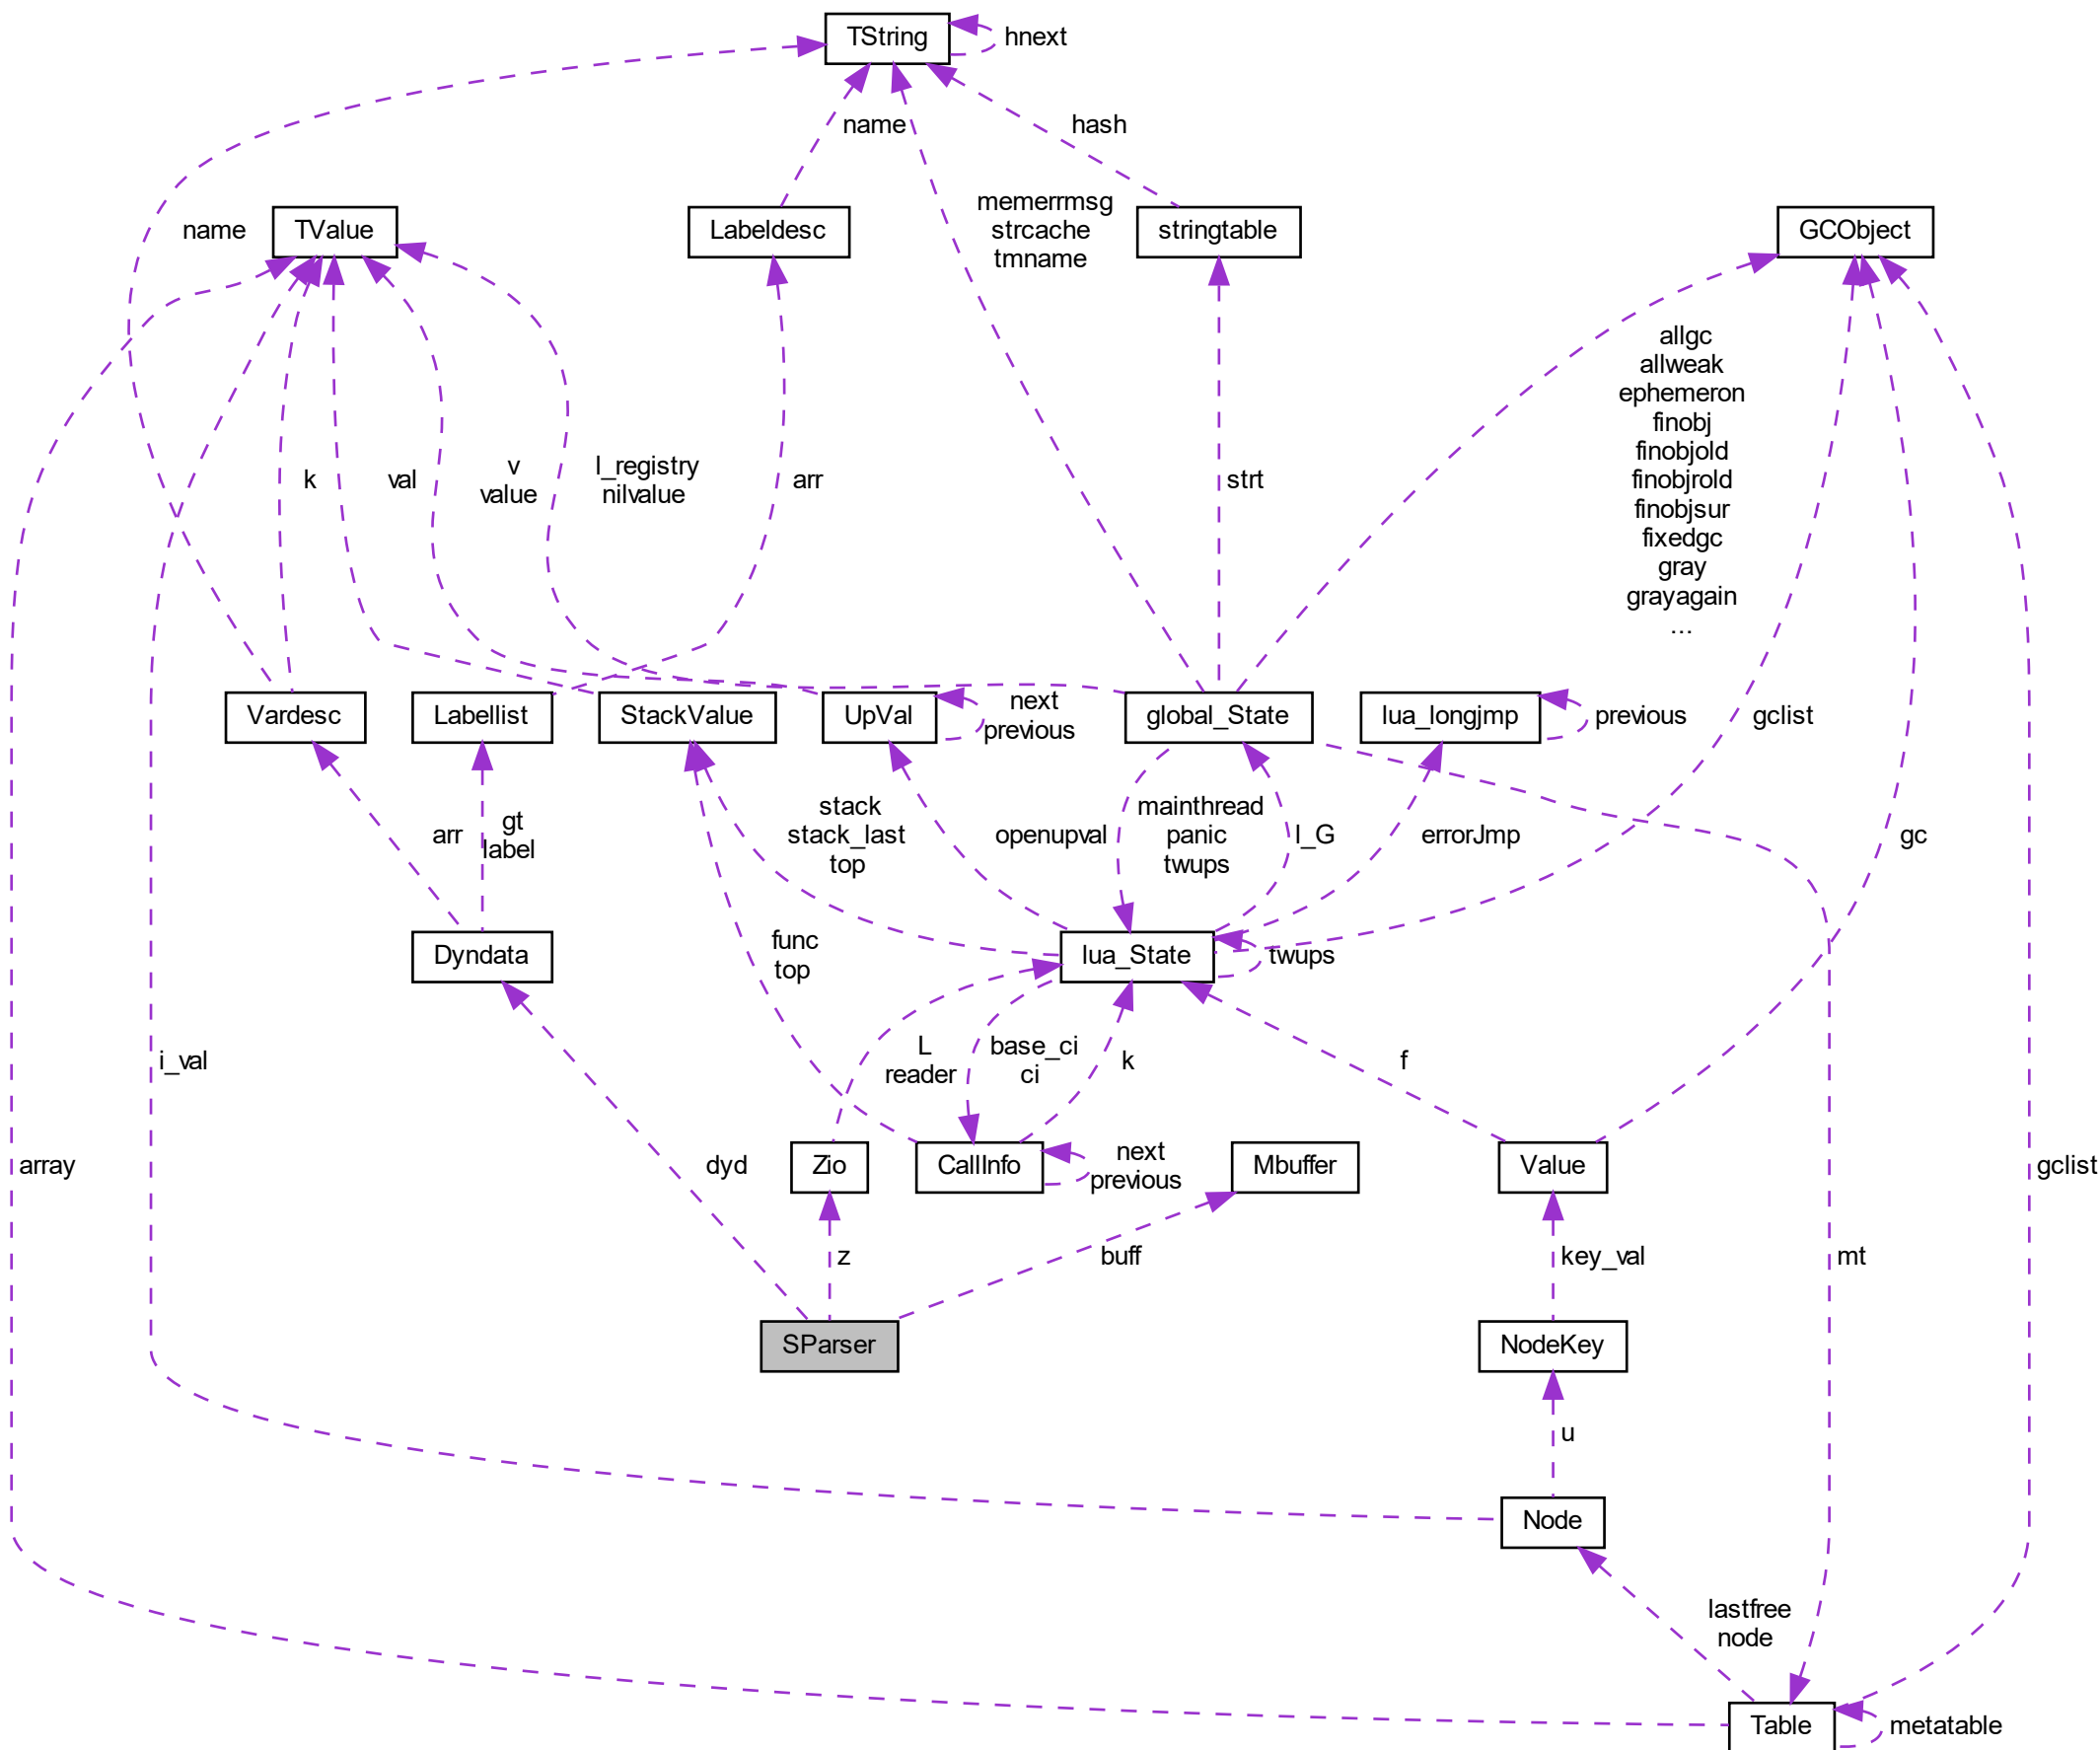 TString
hnext
name
hash
memerrmsg
strcache
tmname
name
TValue
Labeldesc
stringtable
GCObject
allgc
allweak
ephemeron
finobj
finobjold
finobjrold
finobjsur
fixedgc
gray
grayagain
...
k
val
v
value
l_registry
nilvalue
arr
strt
gclist
Vardesc
Labellist
StackValue
UpVal
next
previous
global_State
lua_longjmp
previous
arr
gt
label
stack
stack_last
top
openupval
mainthread
panic
twups
l_G
errorJmp
gc
Dyndata
func
top
lua_State
twups
i_val
L
reader
base_ci
ci
k
f
array
dyd
Zio
CallInfo
next
previous
Mbuffer
Value
gclist
z
buff
key_val
mt
SParser
NodeKey
u
Node
lastfree
node
Table
metatable